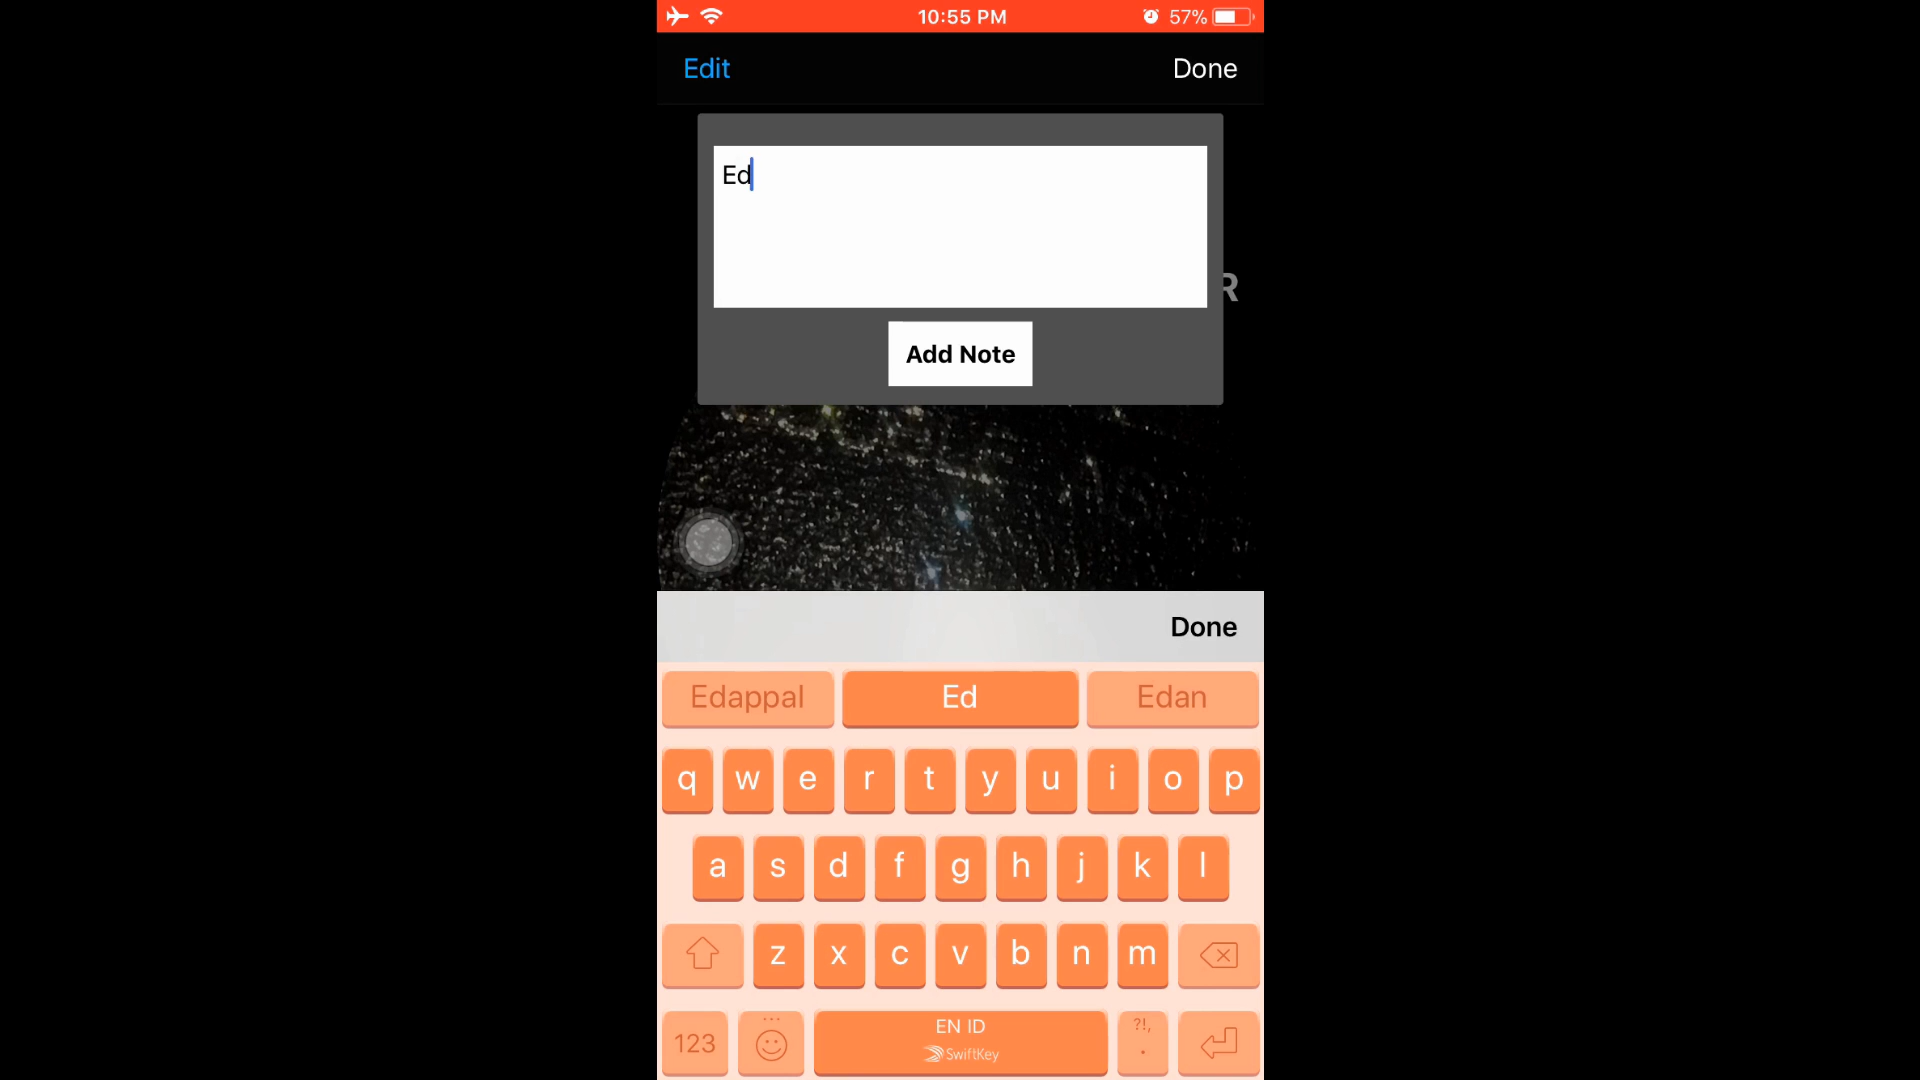 10:55 PM 57%
Edit Done
Ed
R
Add Note
Done
Edappal Ed Edan
q w e r t y u i o p
a s d f g h j k l
z x c v b n m
123 EN ID ?!,
SwiftKey .